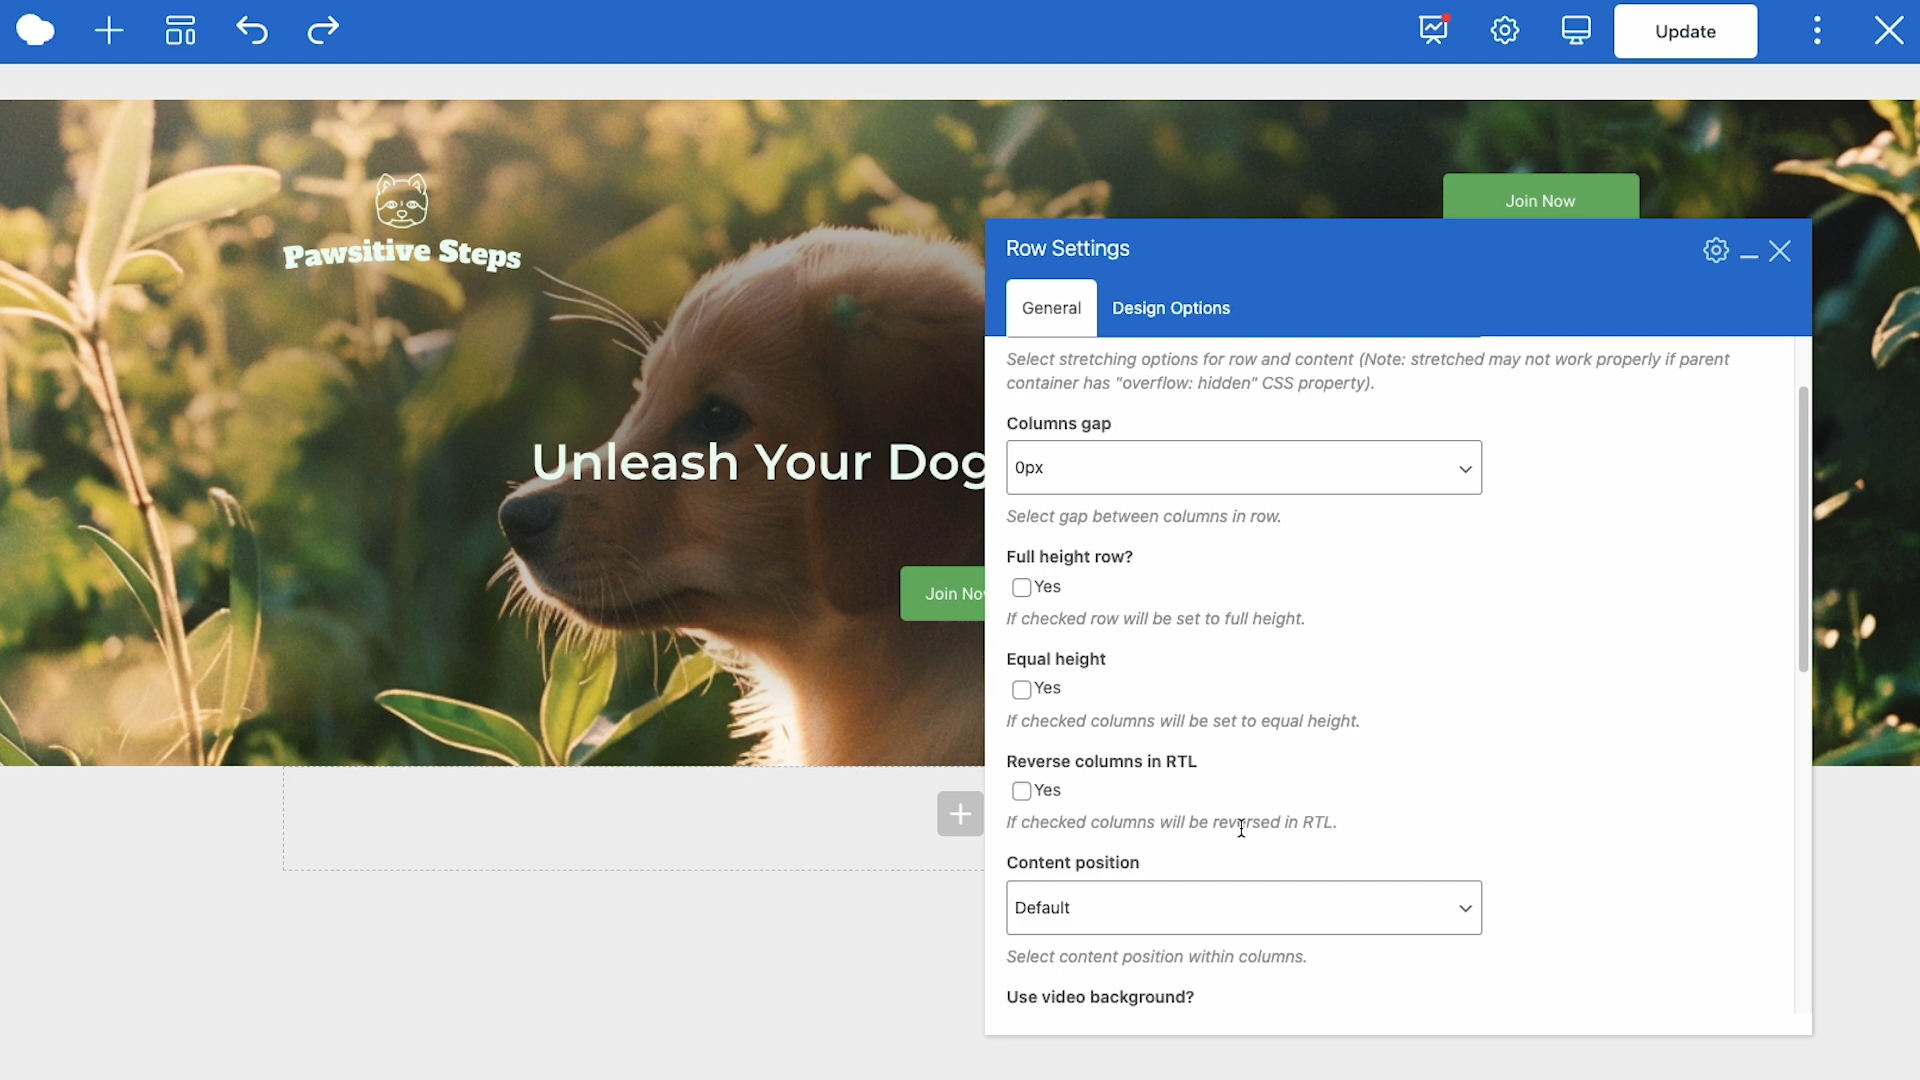 Update
Join Now
Pawsitive Steps
Unleash Your Dog
Join No
Row Settings
General
Design Options
Select stretching options for row and content (Note: stretched may not work properly if parent
container has "overflow: hidden" CSS property).
Columns gap
0px
Select gap between columns in row.
Full height row?
Yes
If checked row will be set to full height.
Equal height
Yes
If checked columns will be set to equal height.
Reverse columns in RTL
Yes
If checked columns will be reversed in RTL.
Content position
Default
Select content position within columns.
Use video background?